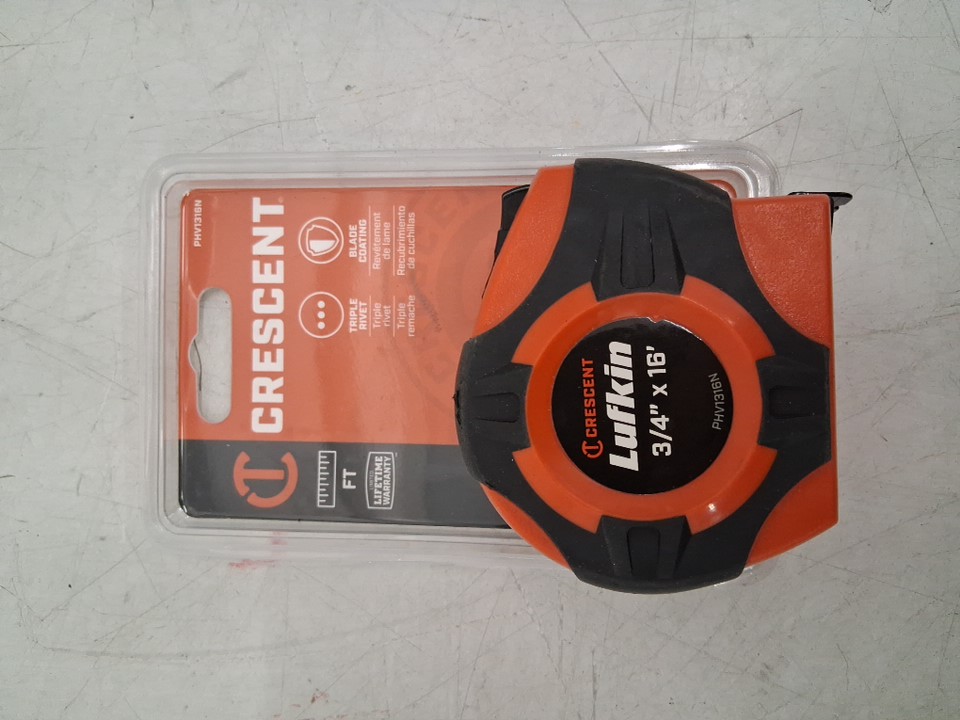 PHV1316N
CRESCENT
BLADE
COATING
Revêtement
de lame
Recubrimiento
de cuchillas
TRIPLE
RIVET
Triple
rivet
Triple
remache
FT
LIFETIME
WARRANTY
CRESCENT
Lufkin
3/4" x 16'
PHV1316N